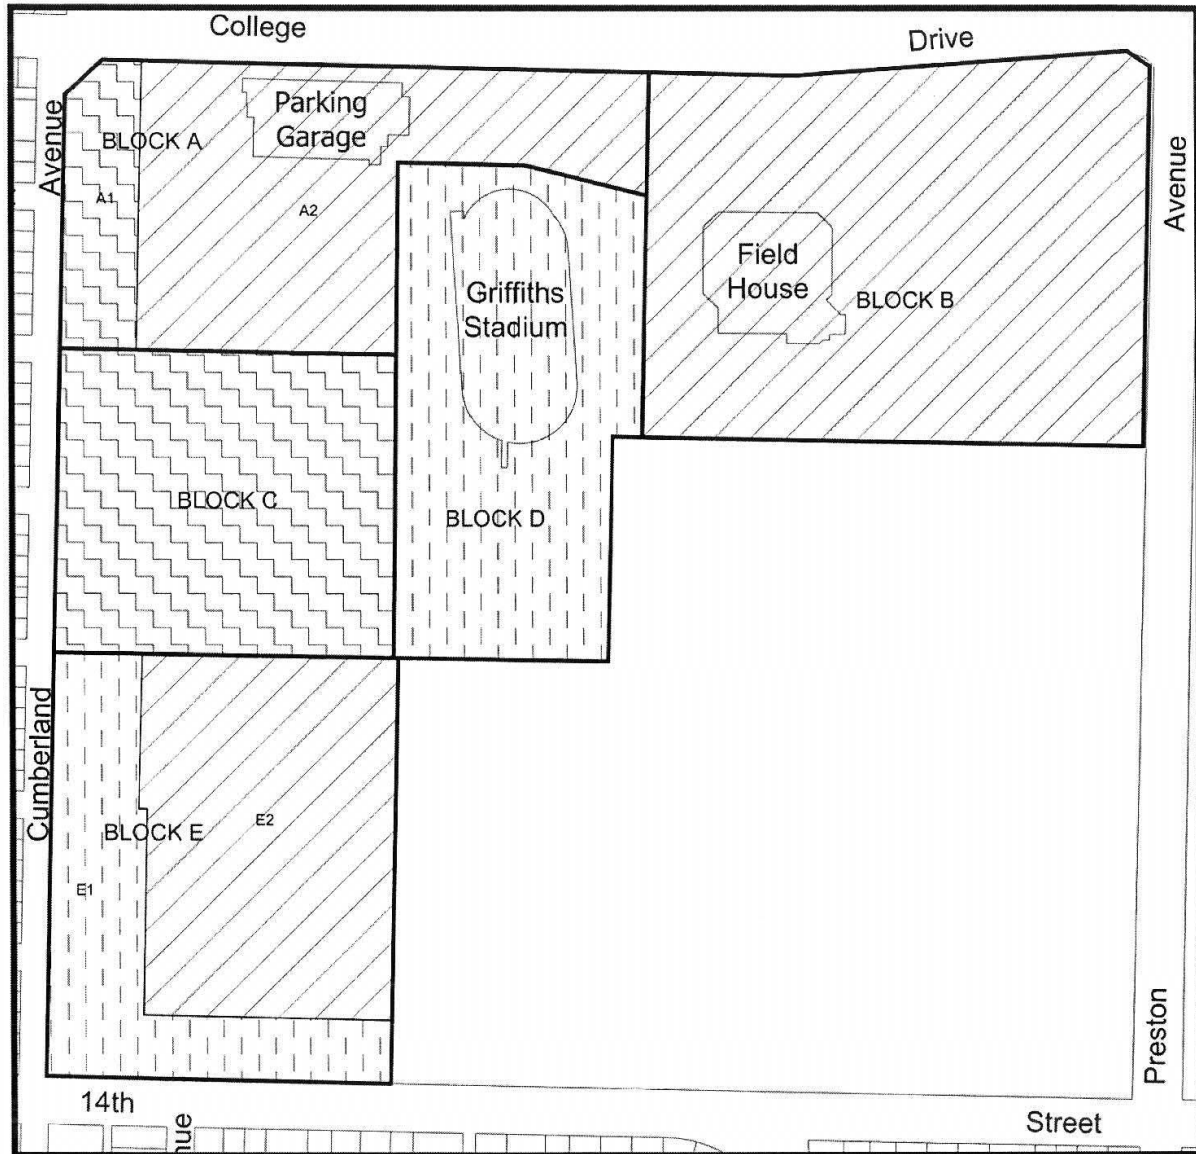 College
Drive
Parking
Garage
BLOCK A
Avenue
Avenue
A1
A2
Field
House
Griffiths
Stadium
BLOCK B
BLOCK C
BLOCK D
Cumberland
E2
BLOCK E
E1
Preston
14th
Street
nue